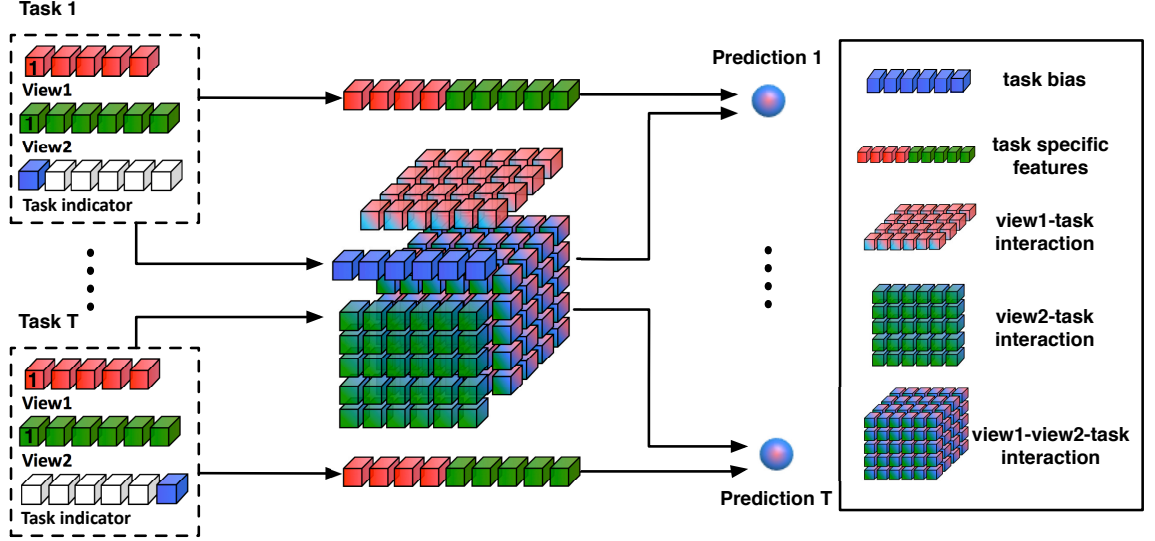 Task 1
1
View1
1
View2
Task indicator
Task T
1
View1
1
View2
Task indicator
Prediction 1
Prediction T
task bias
task specific
features
view1-task
interaction
view2-task
interaction
view1-view2-task
interaction